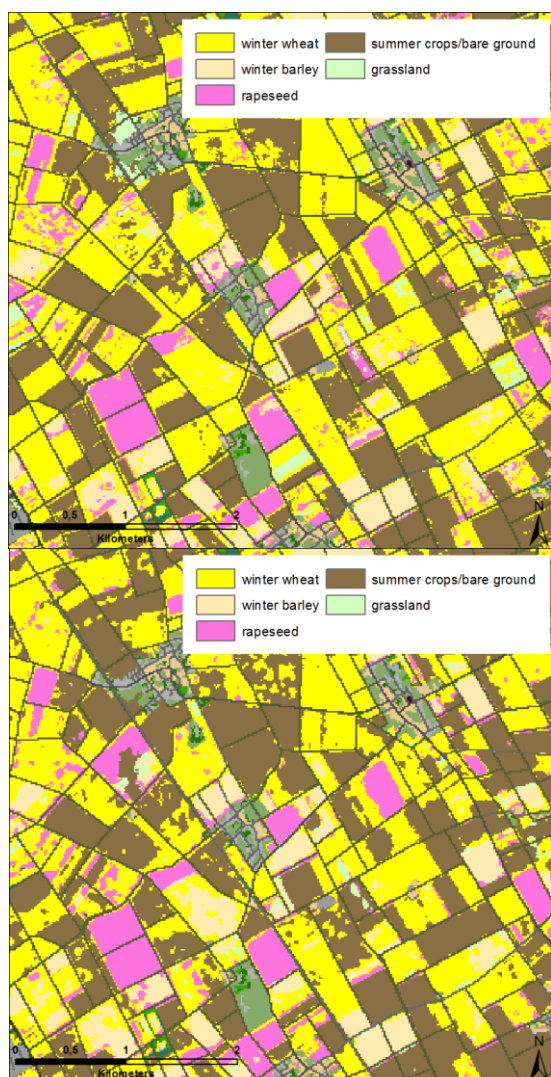 winter wheat summer crops/bare ground
winter barley grassland
rapeseed
N
0 0,5 1 2
Kilometers
winter wheat summer crops/bare ground
winter barley grassland
rapeseed
N
0 0,5 1 2
Kilometers